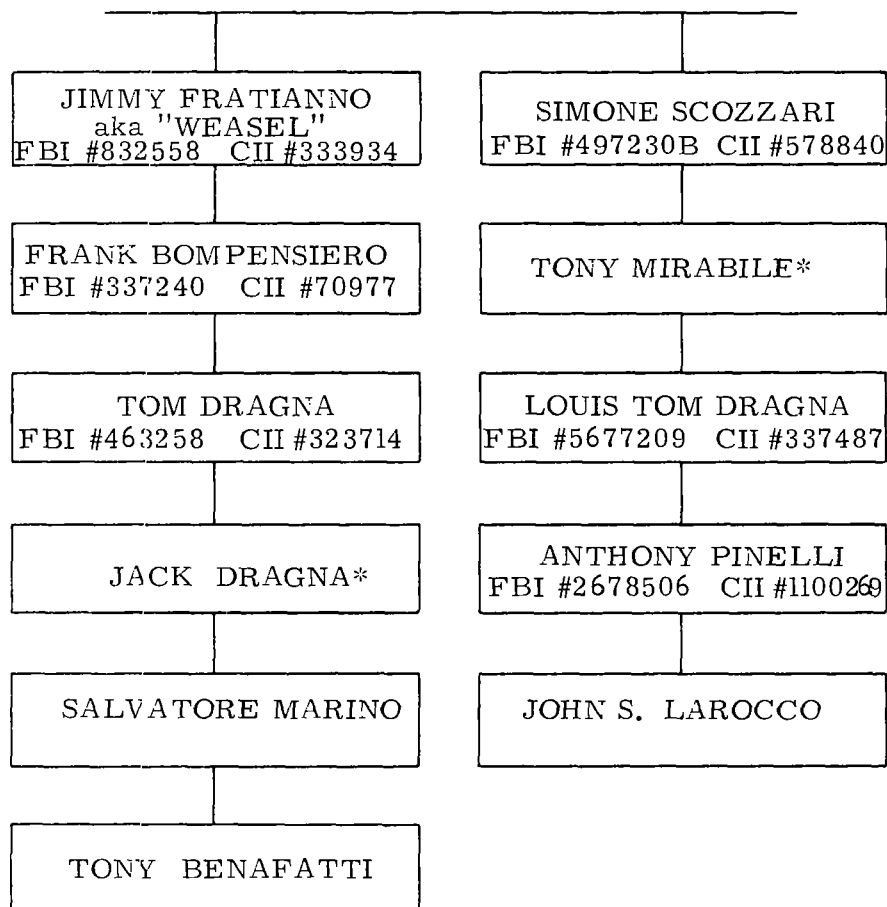 JIMMY FRATIANNO
aka "WEASEL"
FBI #832558 CII #333934
FRANK BOMPENSIERO
FBI #337240 CII #70977
TOM DRAGNA
FBI #463258 CII #323714
JACK DRAGNA*
SALVATORE MARINO
TONY BENAFATTI
SIMONE SCOZZARI
FBI #497230B CII #578840
TONY MIRABILE*
LOUIS TOM DRAGNA
FBI #5677209 CII #337487
ANTHONY PINELLI
FBI #2678506 CII #1100269
JOHN S. LAROCCO